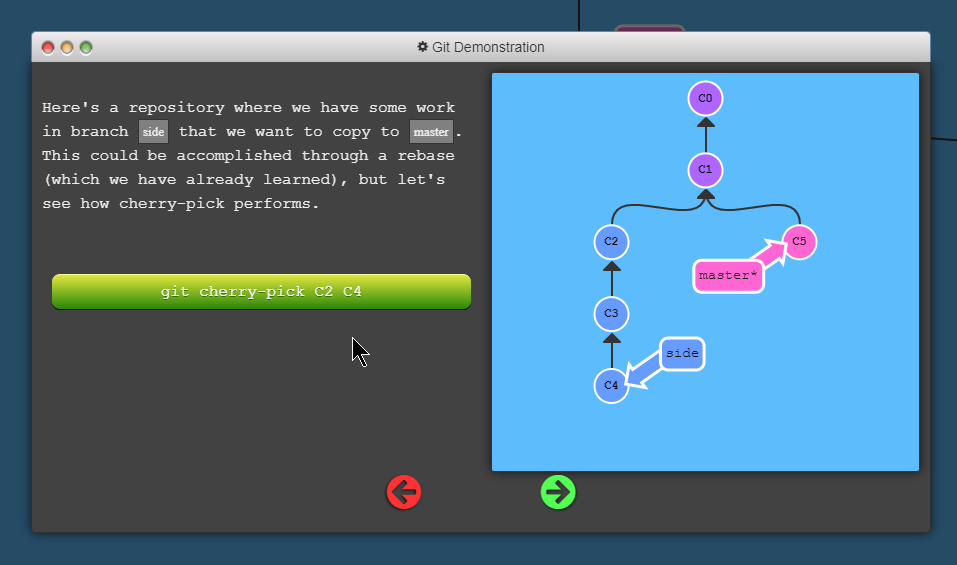 Git Demonstration
Here's a repository where we have some work
in branch side that we want to copy to master.
This could be accomplished through a rebase
(which we have already learned), but let's
see how cherry-pick performs.
git cherry-pick C2 C4
C0
C1
C2
C5
master*
C3
side
C4